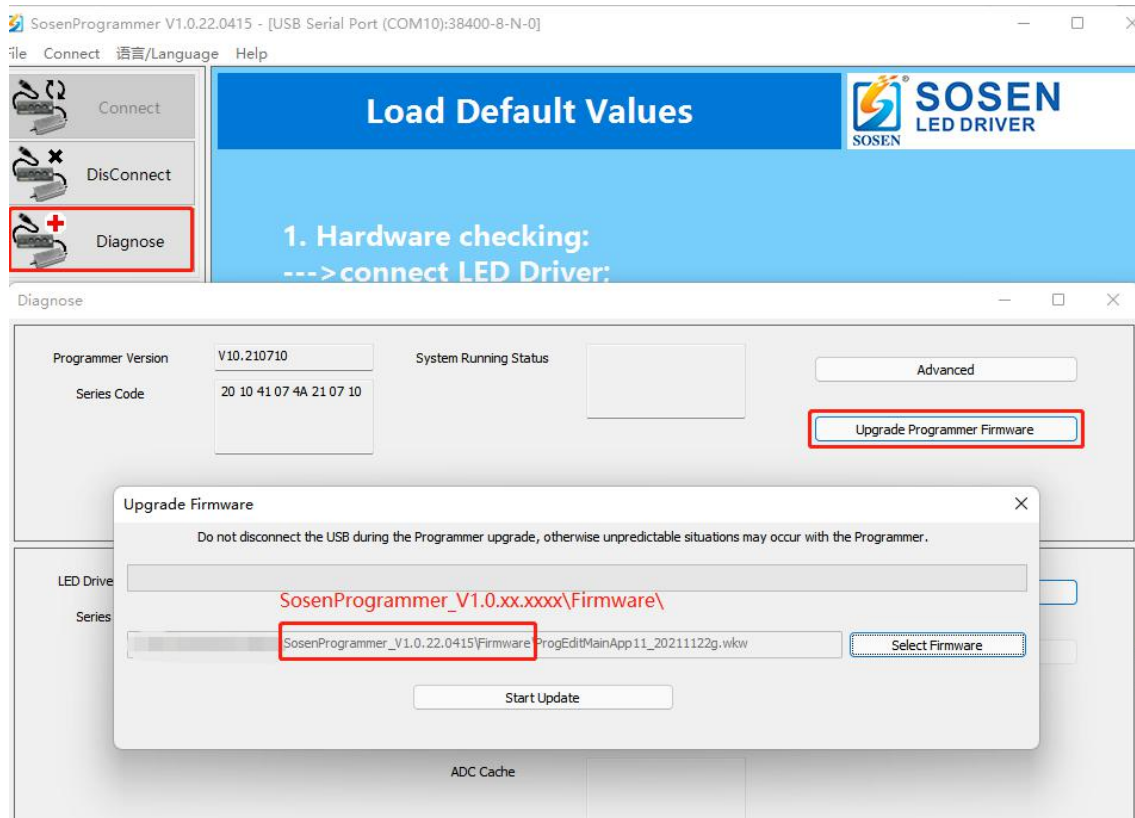 SosenProgrammer V1.0.22.0415 - [USB Serial Port (COM10):38400-8-N-0]
File Connect 语言/Language Help
Connect
DisConnect
Diagnose
Load Default Values
SOSEN
SOSEN
LED DRIVER
1. Hardware checking:
--->connect LED Driver;
Diagnose
Programmer Version
V10.210710
System Running Status
Advanced
Series Code
20 10 41 07 4A 21 07 10
Upgrade Programmer Firmware
Upgrade Firmware
Do not disconnect the USB during the Programmer upgrade, otherwise unpredictable situations may occur with the Programmer.
LED Drive
SosenProgrammer_V1.0.xx.xxxx\Firmware\
Series
SosenProgrammer_V1.0.22.0415\Firmware\ProgEditMainApp11_20211122g.wkw
Select Firmware
Start Update
ADC Cache